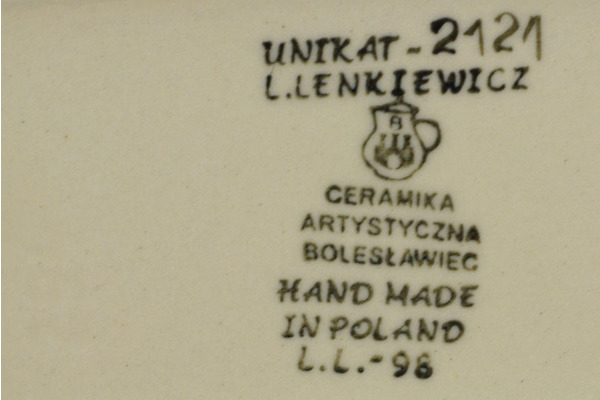 UNIKAT - 2121
L.LENKIEWICZ
B
CERAMIKA
ARTYSTYCZNA
BOLESŁAWIEC
HAND MADE
IN POLAND
L.L.-98